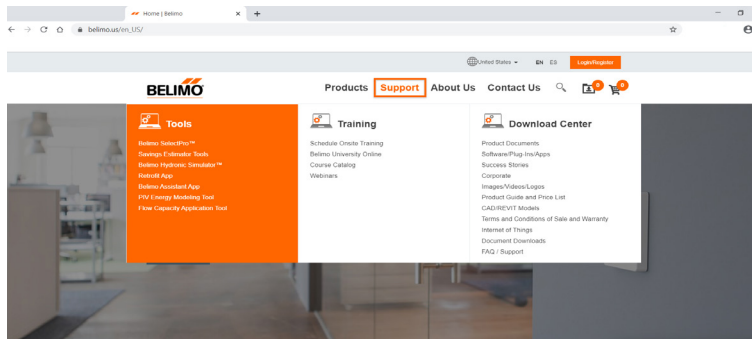 Home | Belimo
belimo.us/en_US/
United States
EN ES
Login/Register
BELIMO
Products Support About Us Contact Us
0 0
Tools
Belimo SelectPro™
Savings Estimator Tools
Belimo Hydronic Simulator™
Retrofit App
Belimo Assistant App
PIV Energy Modeling Tool
Flow Capacity Application Tool
Training
Schedule Onsite Training
Belimo University Online
Course Catalog
Webinars
Download Center
Product Documents
Software/Plug-Ins/Apps
Success Stories
Corporate
Images/Videos/Logos
Product Guide and Price List
CAD/REVIT Models
Terms and Conditions of Sale and Warranty
Internet of Things
Document Downloads
FAQ / Support